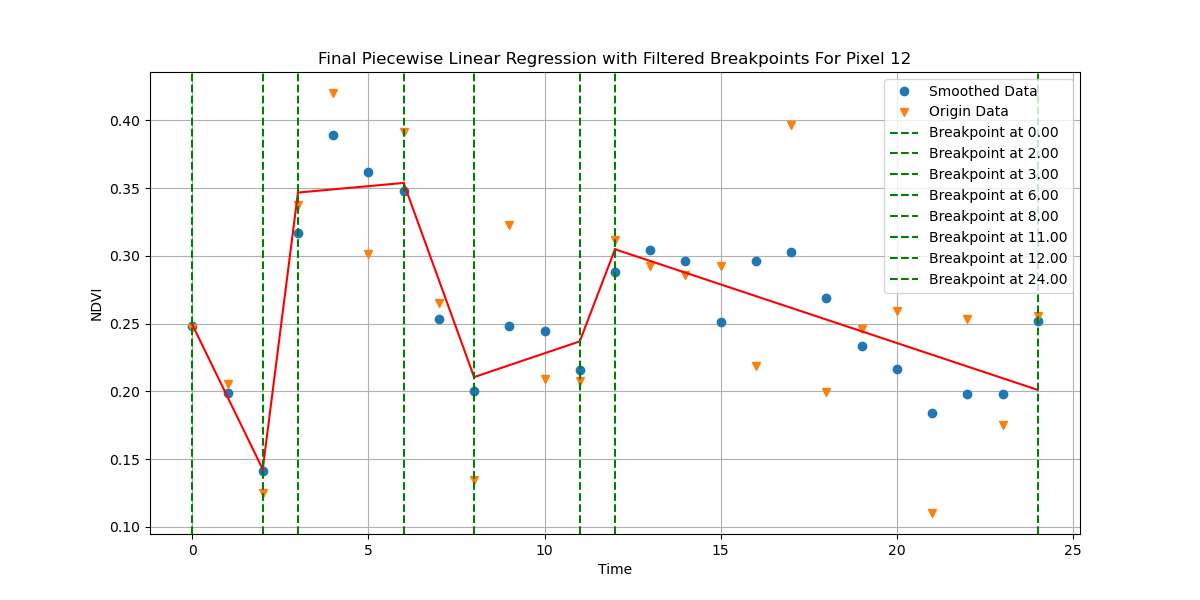 Final Piecewise Linear Regression with Filtered Breakpoints For Pixel 12
Smoothed Data
Origin Data
Breakpoint at 0.00
Breakpoint at 2.00
Breakpoint at 3.00
Breakpoint at 6.00
Breakpoint at 8.00
Breakpoint at 11.00
Breakpoint at 12.00
Breakpoint at 24.00
NDVI
0.40
0.35
0.30
0.25
0.20
0.15
0.10
0 5 10 15 20 25
Time